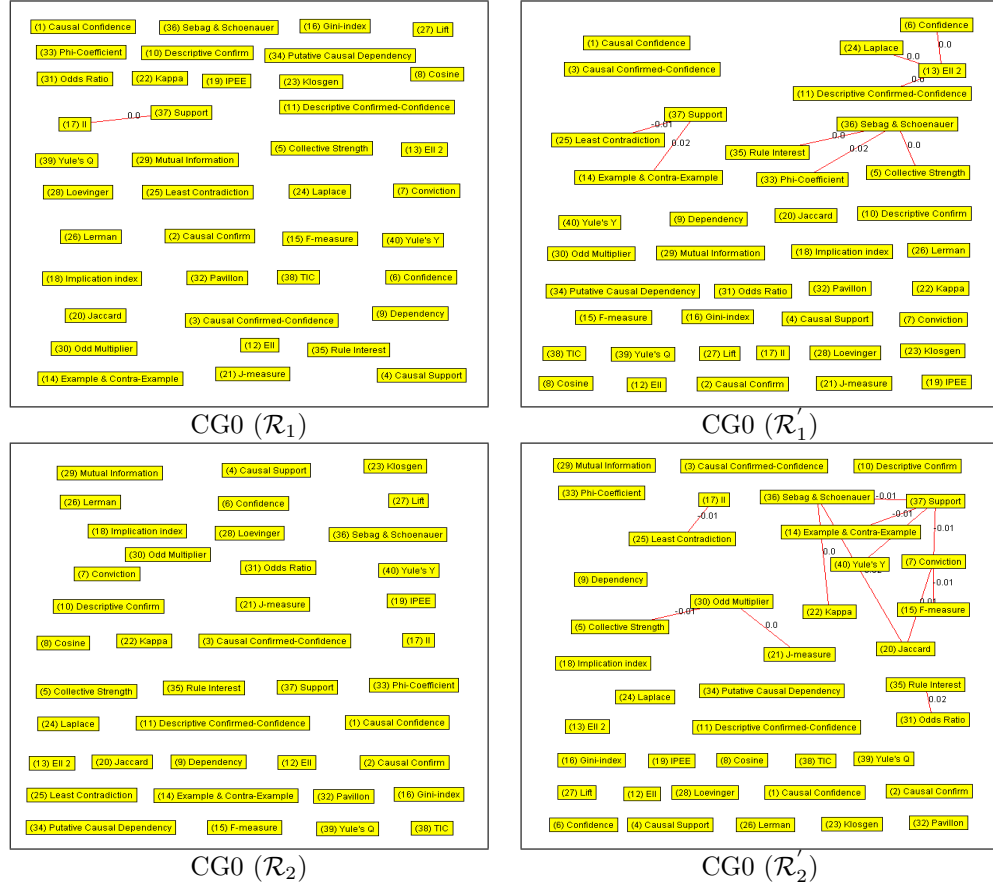 (1) Causal Confidence (36) Sebag & Schoenauer (16) Gini-index (27) Lift
(33) Phi-Coefficient (10) Descriptive Confirm (34) Putative Causal Dependency
(31) Odds Ratio (22) Kappa (19) IPEE (23) Klosgen (8) Cosine
(11) Descriptive Confirmed-Confidence
(37) Support
0.0
(17) II
(39) Yule's Q (29) Mutual Information (5) Collective Strength (13) EII 2
(28) Loevinger (25) Least Contradiction (24) Laplace (7) Conviction
(26) Lerman (2) Causal Confirm (15) F-measure (40) Yule's Y
(18) Implication index (32) Pavillon (38) TIC (6) Confidence
(20) Jaccard (3) Causal Confirmed-Confidence (9) Dependency
(30) Odd Multiplier (12) EII (35) Rule Interest
(14) Example & Contra-Example (21) J-measure (4) Causal Support
CG0 (R₁)
(6) Confidence
(1) Causal Confidence (24) Laplace 0.0
0.0
(3) Causal Confirmed-Confidence (13) EII 2
0.0
(11) Descriptive Confirmed-Confidence
(37) Support
-0.01 (36) Sebag & Schoenauer
(25) Least Contradiction 0.02 0.0 0.0
(35) Rule Interest 0.02
(14) Example & Contra-Example (33) Phi-Coefficient (5) Collective Strength
(40) Yule's Y (9) Dependency (20) Jaccard (10) Descriptive Confirm
(30) Odd Multiplier (29) Mutual Information (18) Implication index (26) Lerman
(34) Putative Causal Dependency (31) Odds Ratio (32) Pavillon (22) Kappa
(15) F-measure (16) Gini-index (4) Causal Support (7) Conviction
(38) TIC (39) Yule's Q (27) Lift (17) II (28) Loevinger (23) Klosgen
(8) Cosine (12) EII (2) Causal Confirm (21) J-measure (19) IPEE
CG0 (R₁′)
(29) Mutual Information (4) Causal Support (23) Klosgen
(26) Lerman (6) Confidence (27) Lift
(18) Implication index (28) Loevinger (36) Sebag & Schoenauer
(30) Odd Multiplier
(7) Conviction (31) Odds Ratio (40) Yule's Y
(10) Descriptive Confirm (21) J-measure (19) IPEE
(8) Cosine (22) Kappa (3) Causal Confirmed-Confidence (17) II
(5) Collective Strength (35) Rule Interest (37) Support (33) Phi-Coefficient
(24) Laplace (11) Descriptive Confirmed-Confidence (1) Causal Confidence
(13) EII 2 (20) Jaccard (9) Dependency (12) EII (2) Causal Confirm
(25) Least Contradiction (14) Example & Contra-Example (32) Pavillon (16) Gini-index
(34) Putative Causal Dependency (15) F-measure (39) Yule's Q (38) TIC
CG0 (R₂)
(29) Mutual Information (3) Causal Confirmed-Confidence (10) Descriptive Confirm
(33) Phi-Coefficient (17) II (36) Sebag & Schoenauer -0.01 (37) Support
-0.01 -0.01
(25) Least Contradiction (14) Example & Contra-Example -0.01
0.0
(9) Dependency (40) Yule's Y (7) Conviction
-0.01
(30) Odd Multiplier
-0.01 (22) Kappa (15) F-measure
(5) Collective Strength 0.0
(21) J-measure (20) Jaccard
(18) Implication index
(24) Laplace (34) Putative Causal Dependency (35) Rule Interest
0.02
(13) EII 2 (11) Descriptive Confirmed-Confidence (31) Odds Ratio
(16) Gini-index (19) IPEE (8) Cosine (38) TIC (39) Yule's Q
(27) Lift (12) EII (28) Loevinger (1) Causal Confidence (2) Causal Confirm
(6) Confidence (4) Causal Support (26) Lerman (23) Klosgen (32) Pavillon
CG0 (R₂′)